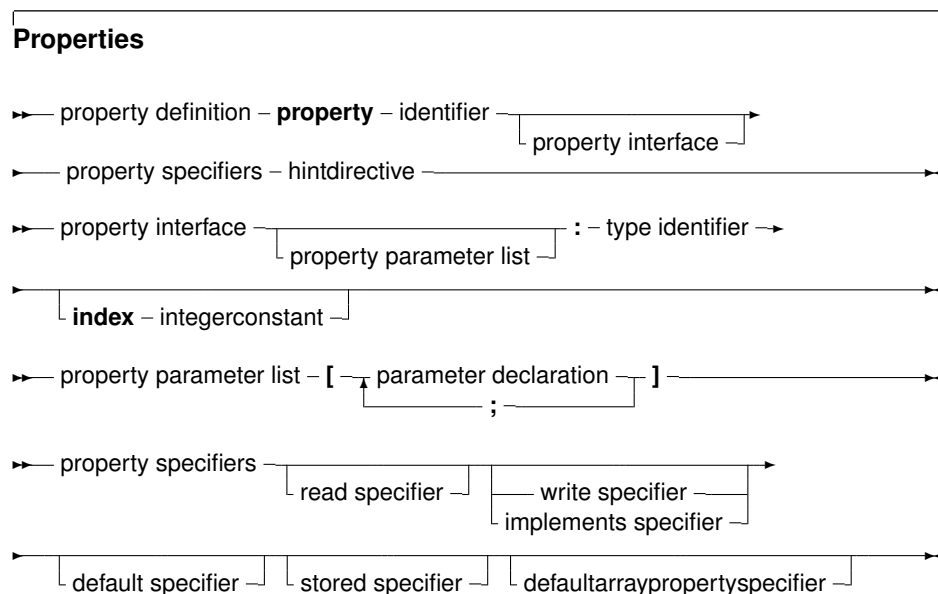 Properties
property definition – property – identifier
property interface
property specifiers – hintdirective
property interface : – type identifier
property parameter list
index – integerconstant
property parameter list – [ parameter declaration ]
;
property specifiers
read specifier write specifier
implements specifier
default specifier stored specifier defaultarraypropertyspecifier